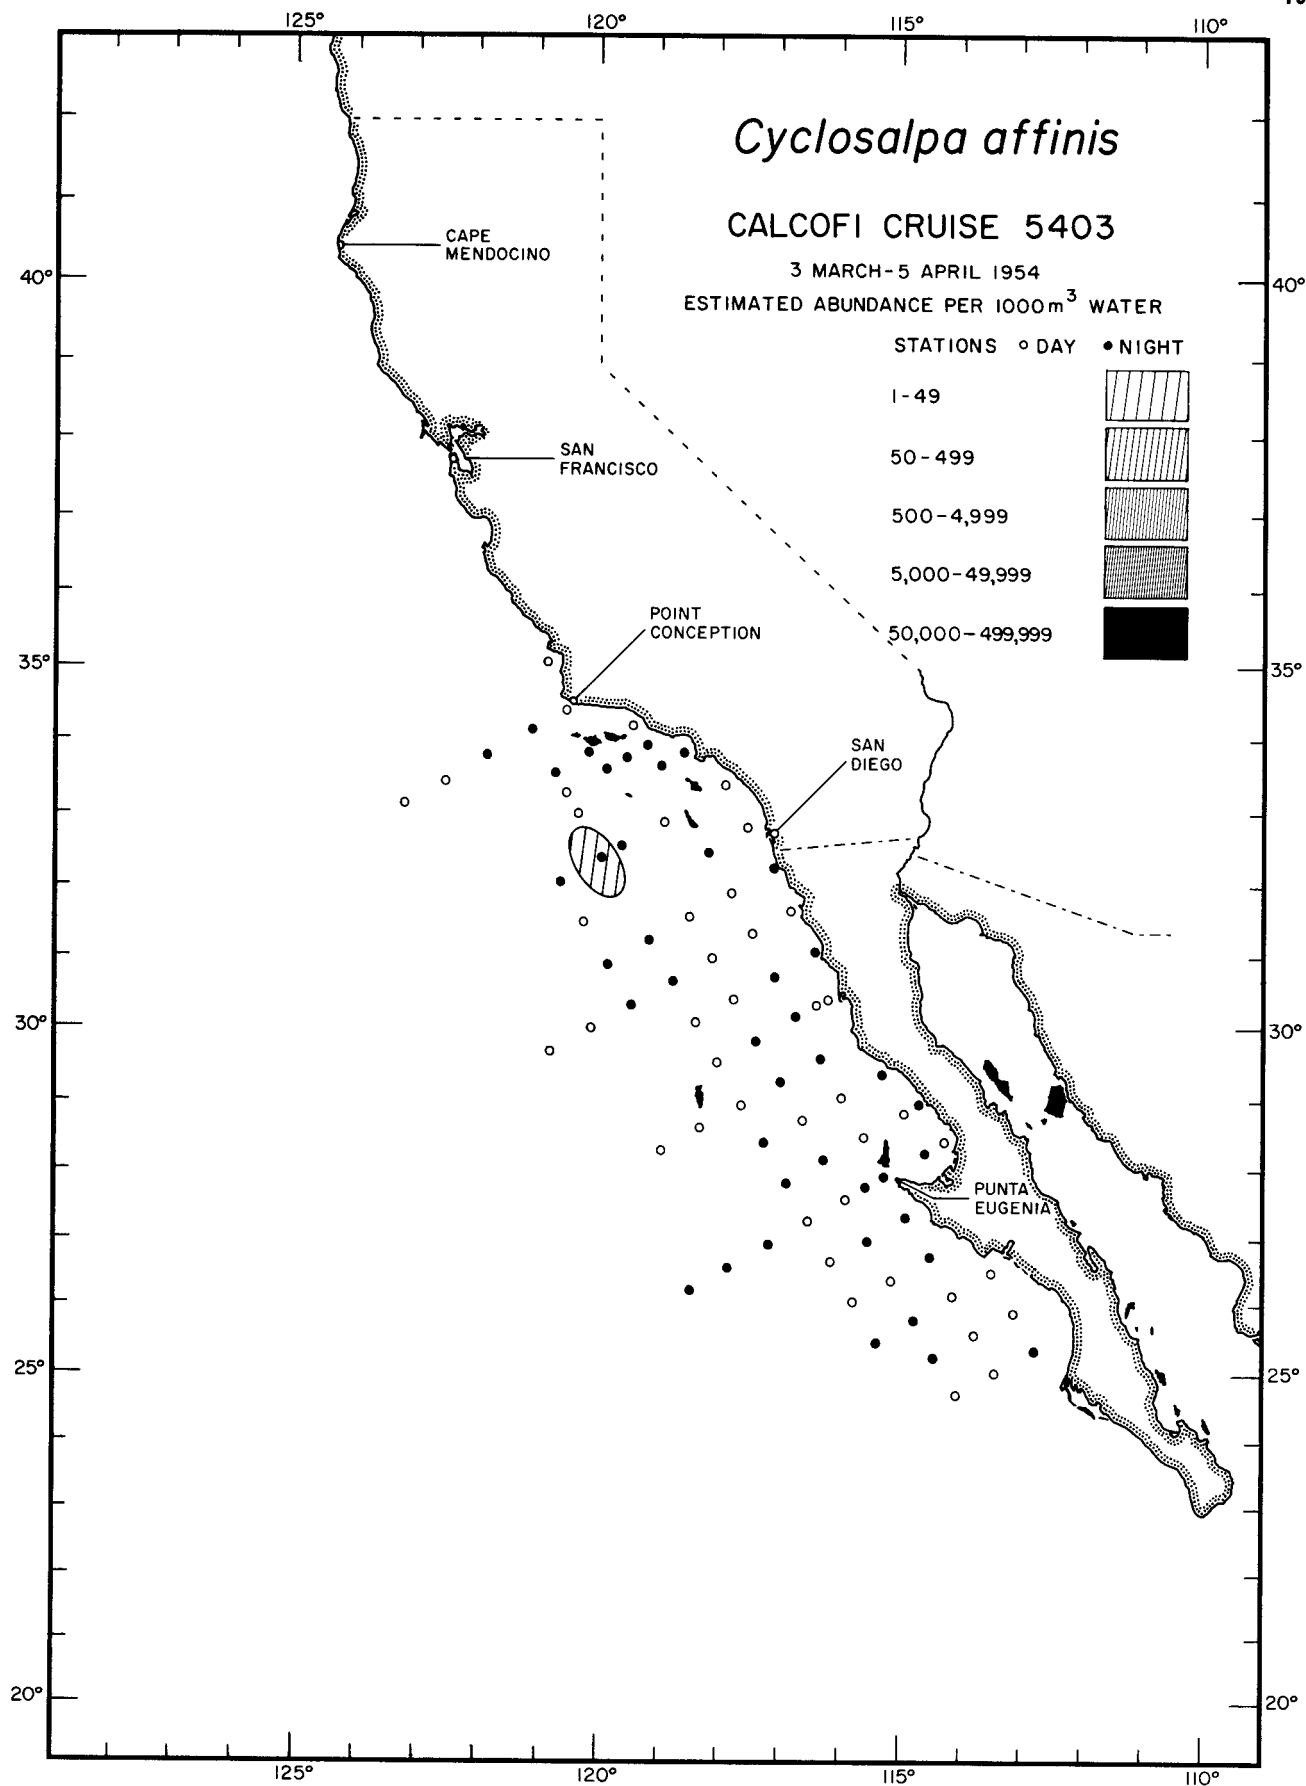 125° 120° 115° 110°
Cyclosalpa affinis
CALCOFI CRUISE 5403
3 MARCH-5 APRIL 1954
ESTIMATED ABUNDANCE PER 1000m³ WATER
STATIONS ○ DAY ● NIGHT
1-49
50-499
500-4,999
5,000-49,999
50,000-499,999
CAPE
MENDOCINO
40° 40°
SAN
FRANCISCO
POINT
CONCEPTION
35° 35°
SAN
DIEGO
30° 30°
PUNTA
EUGENIA
25° 25°
20° 20°
125° 120° 115° 110°